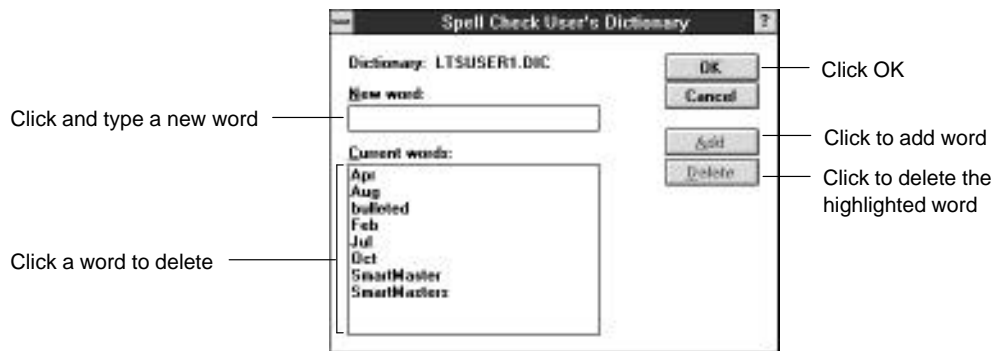 Spell Check User's Dictionary ?
Dictionary: LTSUSER1.DIC
New word:
Current words:
Apr
Aug
bulleted
Feb
Jul
Oct
SmartMaster
SmartMasters
OK
Cancel
Add
Delete
Click and type a new word
Click a word to delete
Click OK
Click to add word
Click to delete the
highlighted word